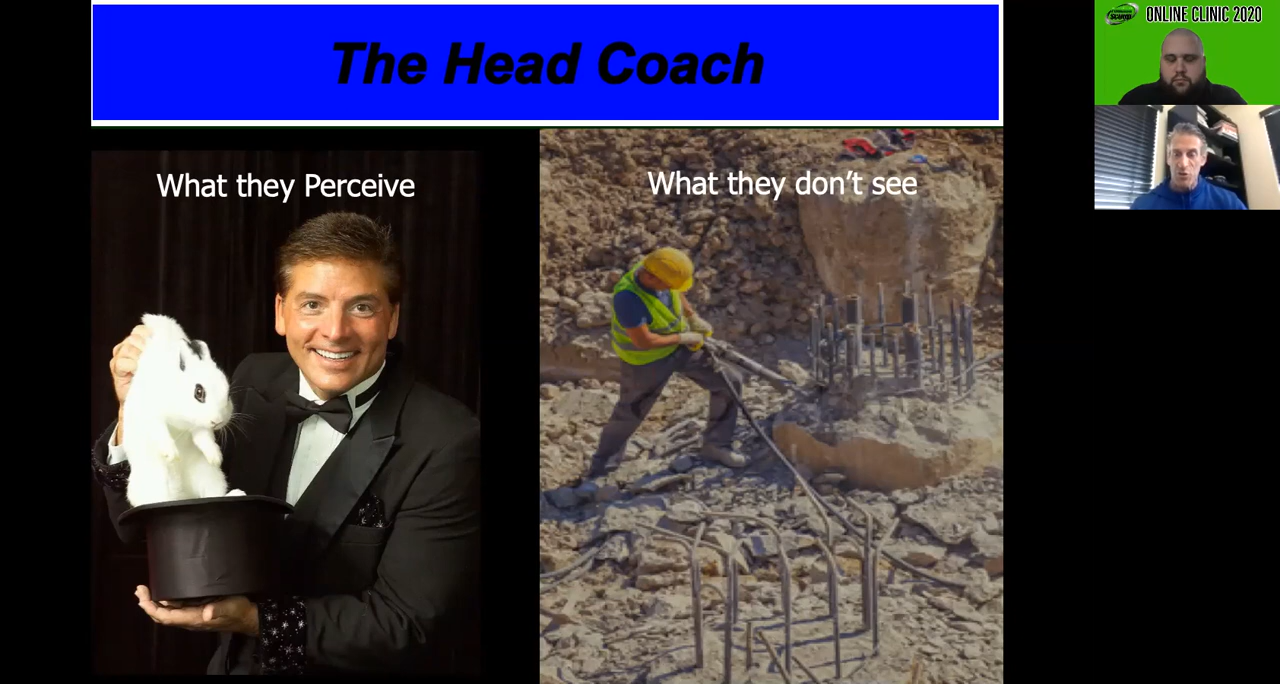 The Head Coach
What they Perceive
What they don't see
ONLINE CLINIC 2020